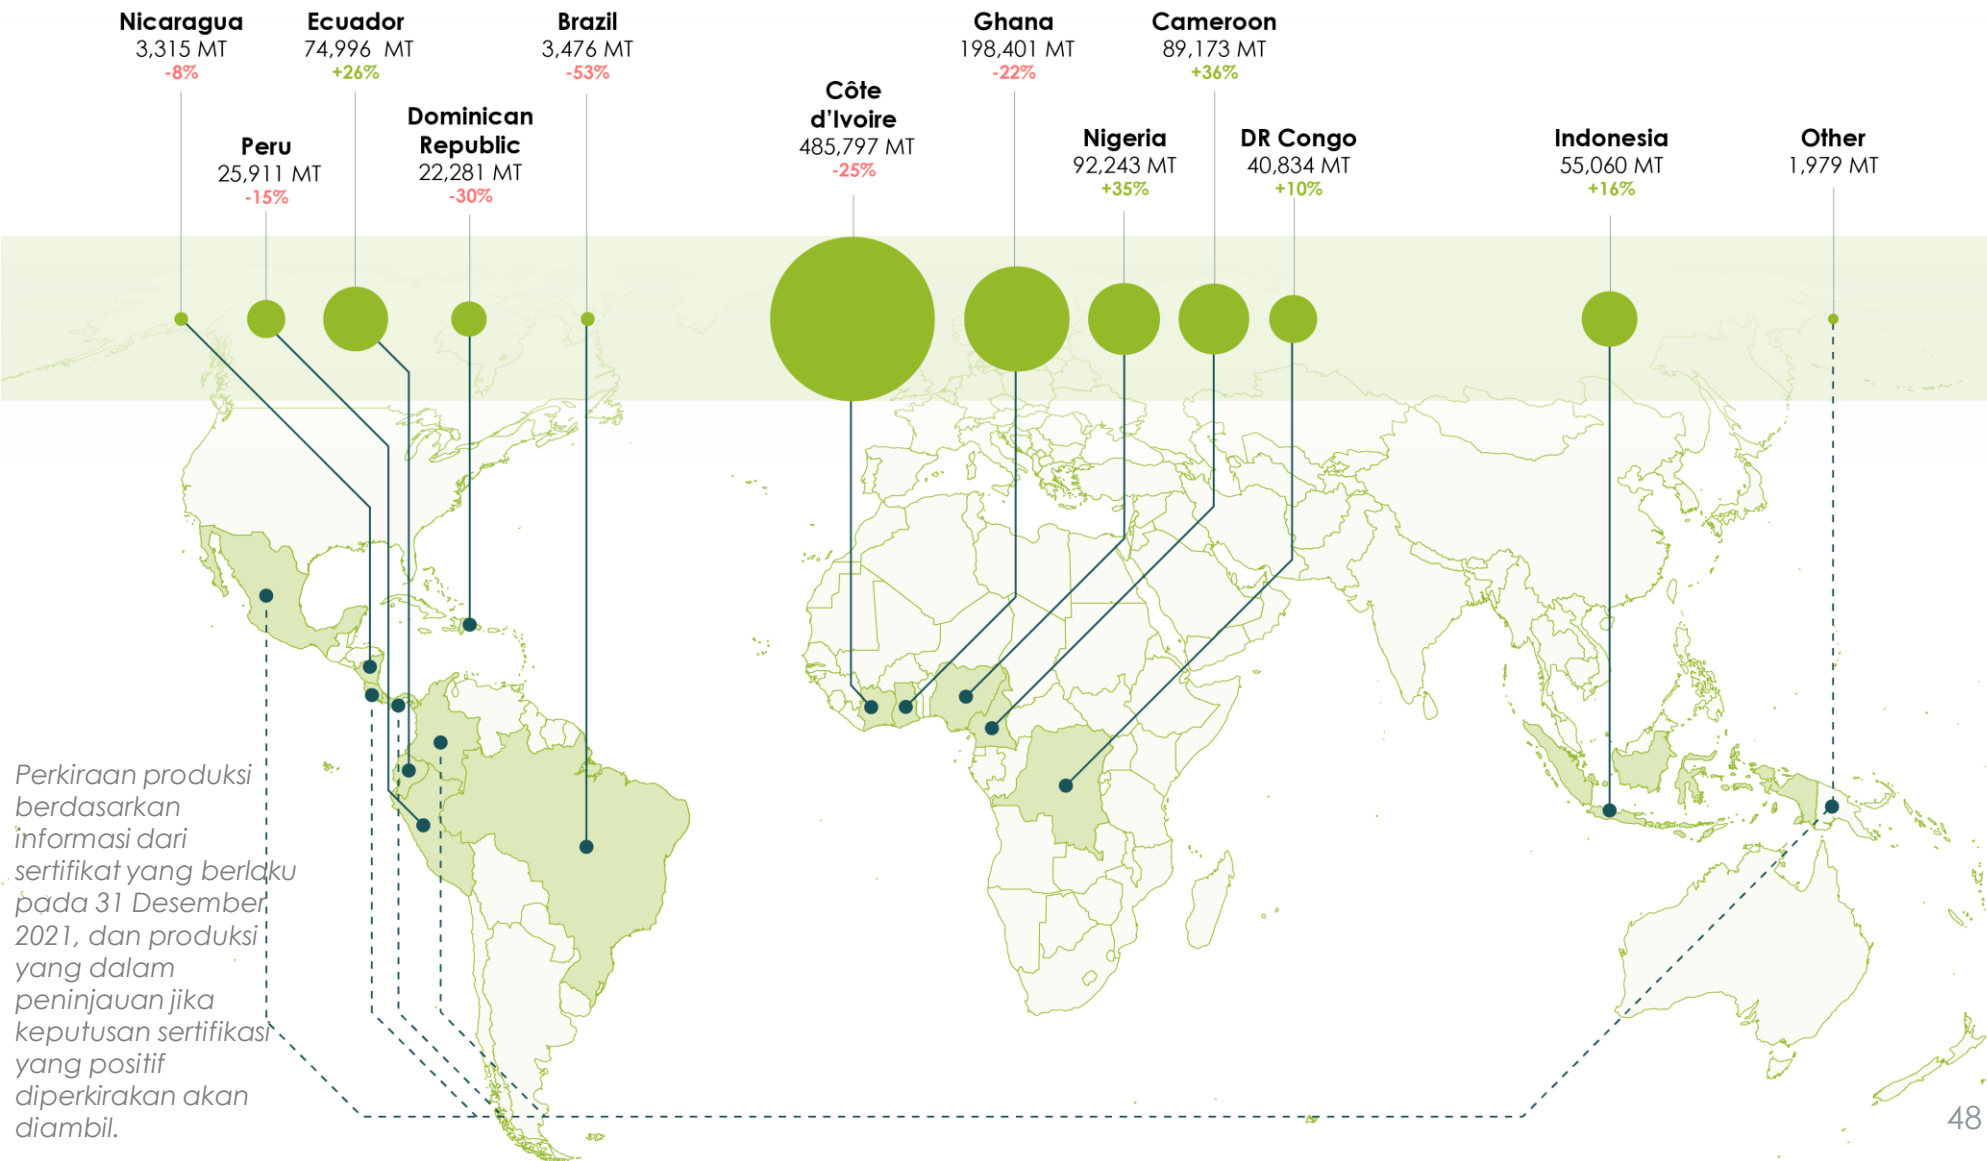 Nicaragua
3,315 MT
-8%
Ecuador
74,996 MT
+26%
Brazil
3,476 MT
-53%
Ghana
198,401 MT
-22%
Cameroon
89,173 MT
+36%
Peru
25,911 MT
-15%
Dominican
Republic
22,281 MT
-30%
Côte
d’Ivoire
485,797 MT
-25%
Nigeria
92,243 MT
+35%
DR Congo
40,834 MT
+10%
Indonesia
55,060 MT
+16%
Other
1,979 MT
Perkiraan produksi
berdasarkan
informasi dari
sertifikat yang berlaku
pada 31 Desember
2021, dan produksi
yang dalam
peninjauan jika
keputusan sertifikasi
yang positif
diperkirakan akan
diambil.
48